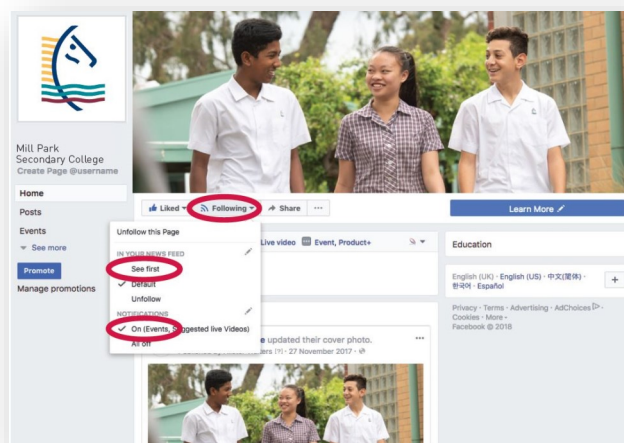 Mill Park
Secondary College
Create Page @username
Home
Posts
Events
See more
Promote
Manage promotions
Liked Following Share ···
Learn More
Unfollow this Page
IN YOUR NEWS FEED
See first
Default
Unfollow
NOTIFICATIONS
On (Events, Suggested live Videos)
All off
Live video Event, Product+
Education
English (UK) · English (US) · 中文(简体) ·
한국어 · Español
+
Privacy · Terms · Advertising · AdChoices ·
Cookies · More ·
Facebook © 2018
updated their cover photo.
···
27 November 2017 ·